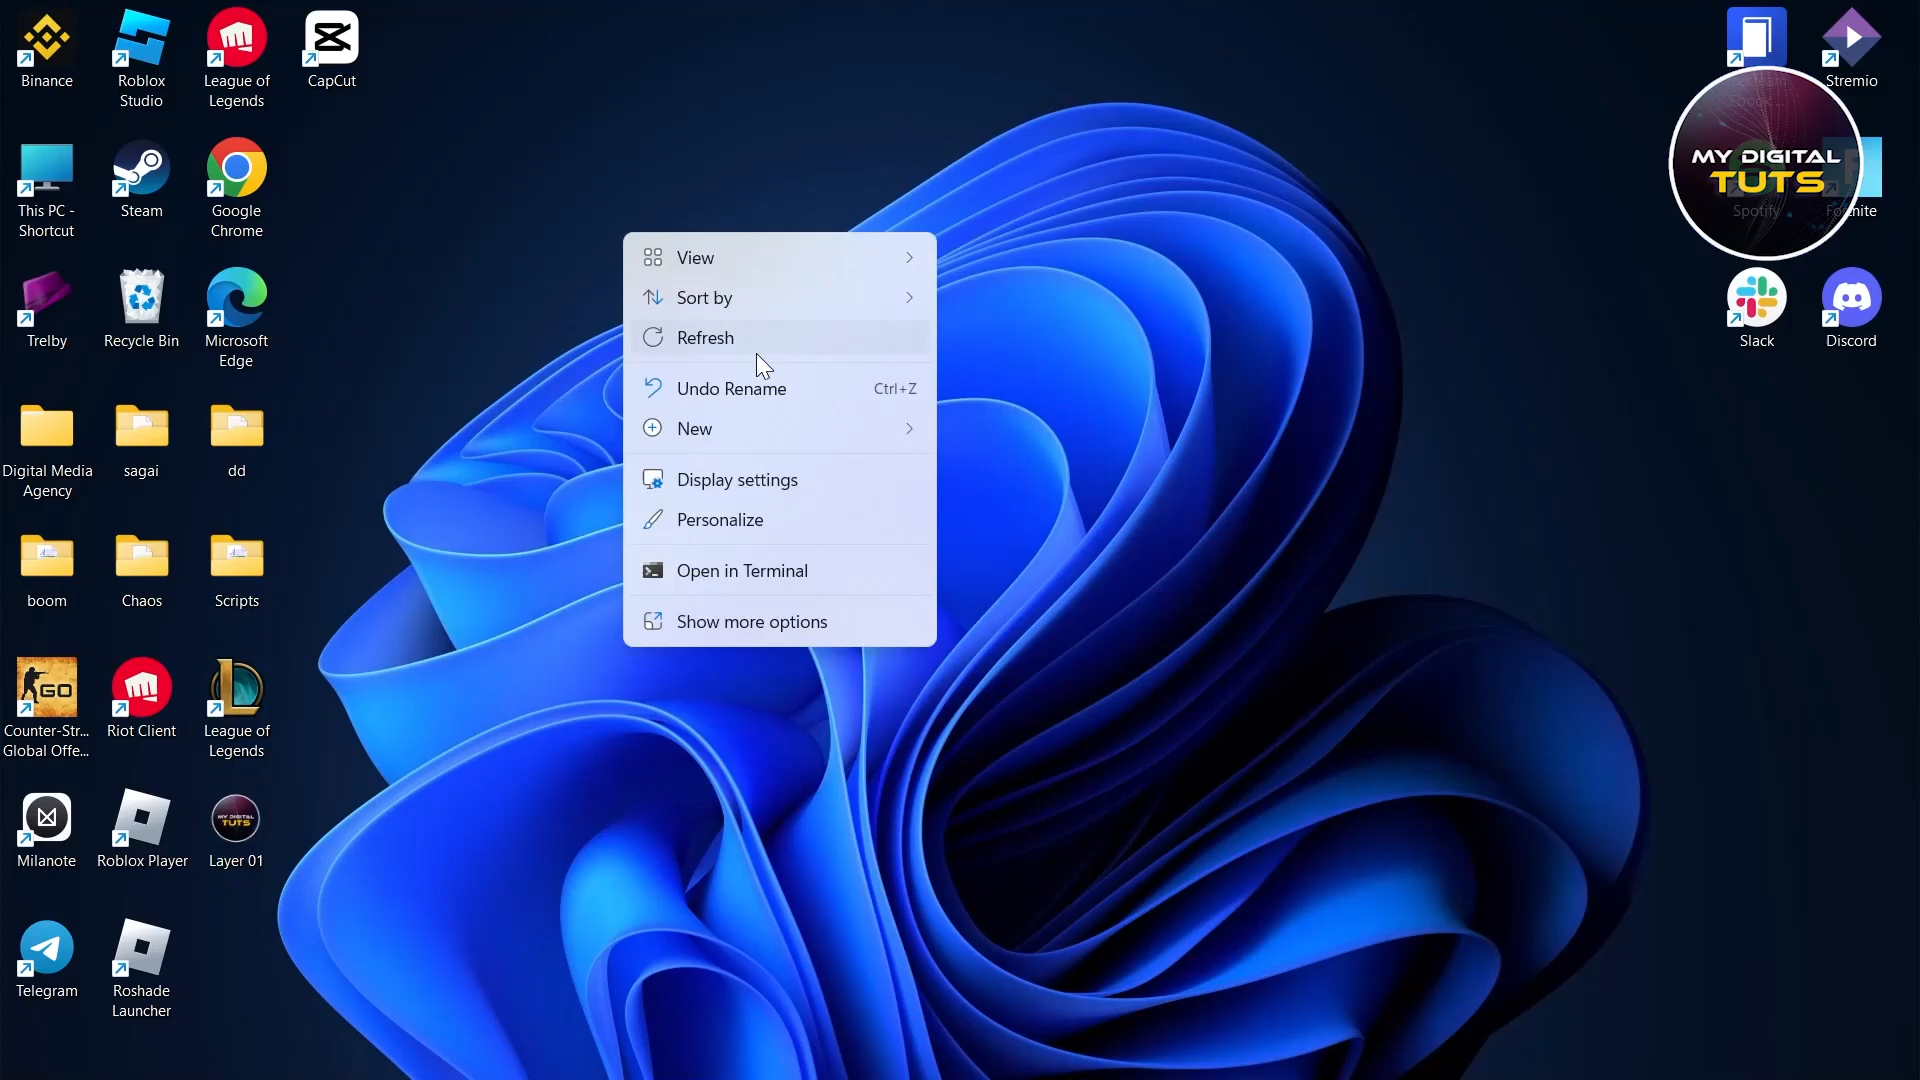 Binance
Roblox
Studio
League of
Legends
CapCut
This PC -
Shortcut
Steam
Google
Chrome
Trelby
Recycle Bin
Microsoft
Edge
Digital Media
Agency
sagai
dd
boom
Chaos
Scripts
GO
Counter-Str...
Global Offe...
Riot Client
League of
Legends
Milanote
Roblox Player
MY DIGITAL
TUTS
Layer 01
Telegram
Roshade
Launcher
View
Sort by
Refresh
Undo Rename Ctrl+Z
New
Display settings
Personalize
Open in Terminal
Show more options
Stremio
Ebook ...
MY DIGITAL
TUTS
Spotify
Fortnite
Slack
Discord